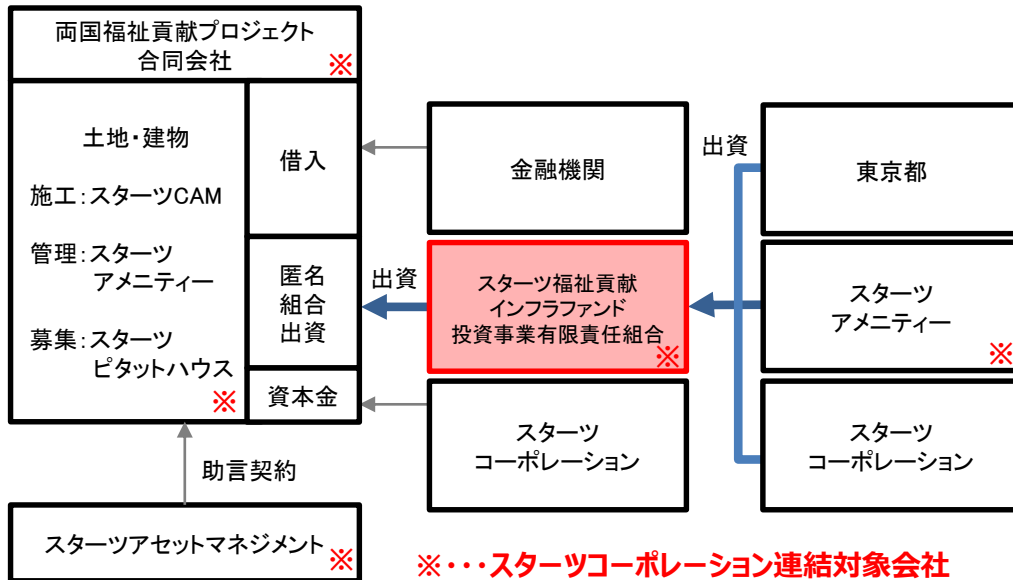 両国福祉貢献プロジェクト
合同会社
※
土地・建物
施工：スターツCAM
管理：スターツ
アメニティー
募集：スターツ
ピタットハウス
※
借入
匿名
組合
出資
資本金
出資
金融機関
スターツ福祉貢献
インフラファンド
投資事業有限責任組合
※
スターツ
コーポレーション
出資
東京都
スターツ
アメニティー
※
スターツ
コーポレーション
助言契約
スターツアセットマネジメント
※
※・・・スターツコーポレーション連結対象会社